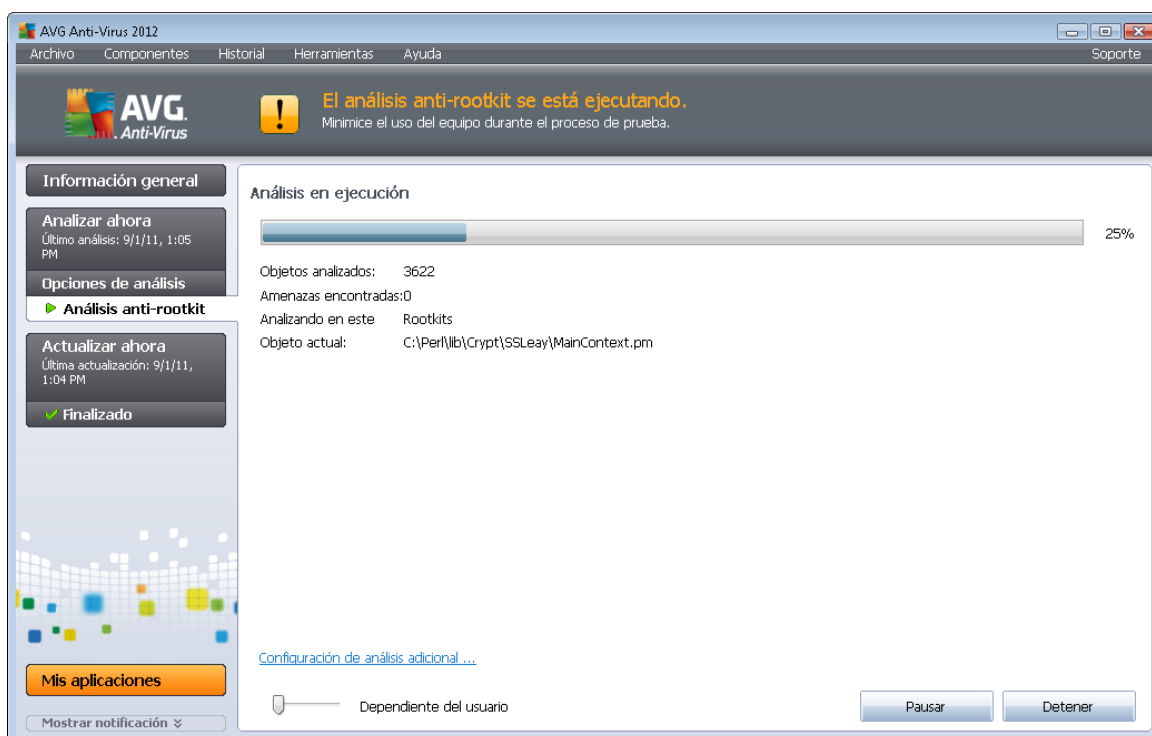 AVG Anti-Virus 2012
Archivo Componentes Historial Herramientas Ayuda Soporte
AVG.
Anti-Virus
El análisis anti-rootkit se está ejecutando.
Minimice el uso del equipo durante el proceso de prueba.
Información general
Analizar ahora
Último análisis: 9/1/11, 1:05
PM
Opciones de análisis
Análisis anti-rootkit
Actualizar ahora
Última actualización: 9/1/11,
1:04 PM
Finalizado
Mis aplicaciones
Mostrar notificación
Análisis en ejecución
25%
Objetos analizados: 3622
Amenazas encontradas:0
Analizando en este Rootkits
Objeto actual: C:\Perl\lib\Crypt\SSLeay\MainContext.pm
Configuración de análisis adicional ...
Dependiente del usuario
Pausar Detener